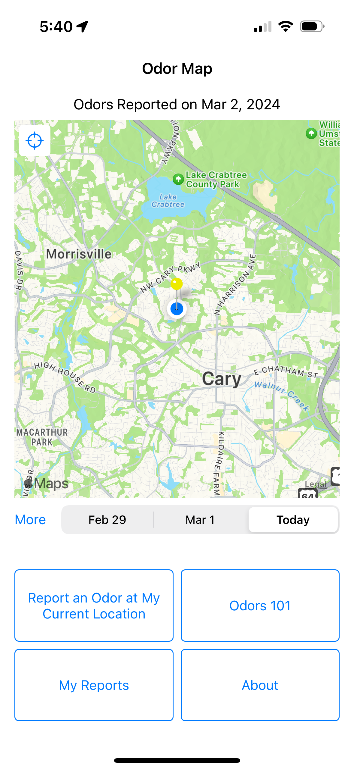 5:40
Odor Map
Odors Reported on Mar 2, 2024
Lake Crabtree
County Park
Lake
Crabtree
Morrisville
NW CARY PKWY
N HARRISON AVE
DAVIS DR
HIGH HOUSE RD
Cary
E CHATHAM ST
Walnut Creek
MACARTHUR
PARK
KILDAIRE FARM
Maps
Legal
64
More
Feb 29
Mar 1
Today
Report an Odor at My
Current Location
Odors 101
My Reports
About